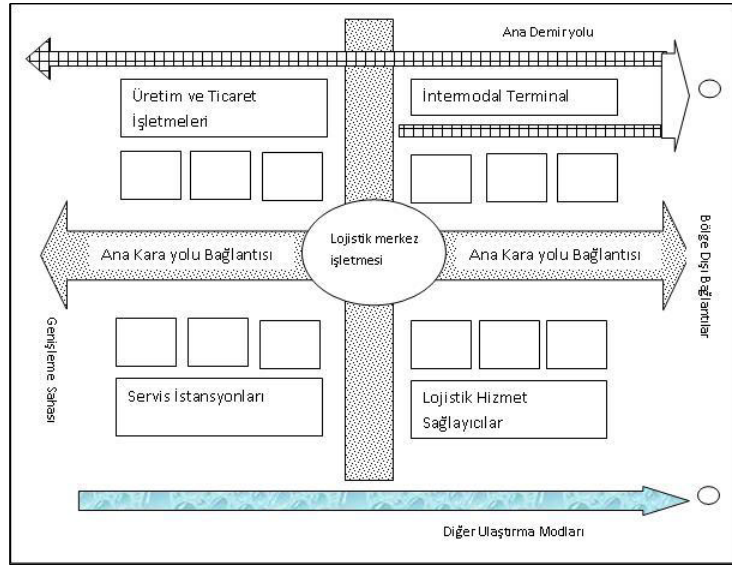 Ana Demiryolu
Üretim ve Ticaret
İşletmeleri
İntermodal Terminal
Ana Kara yolu Bağlantısı
Lojistik merkez
işletmesi
Ana Kara yolu Bağlantısı
Bölge Dışı Bağlantılar
Genişleme Sahası
Servis İstansyonları
Lojistik Hizmet
Sağlayıcılar
Diğer Ulaştırma Modları